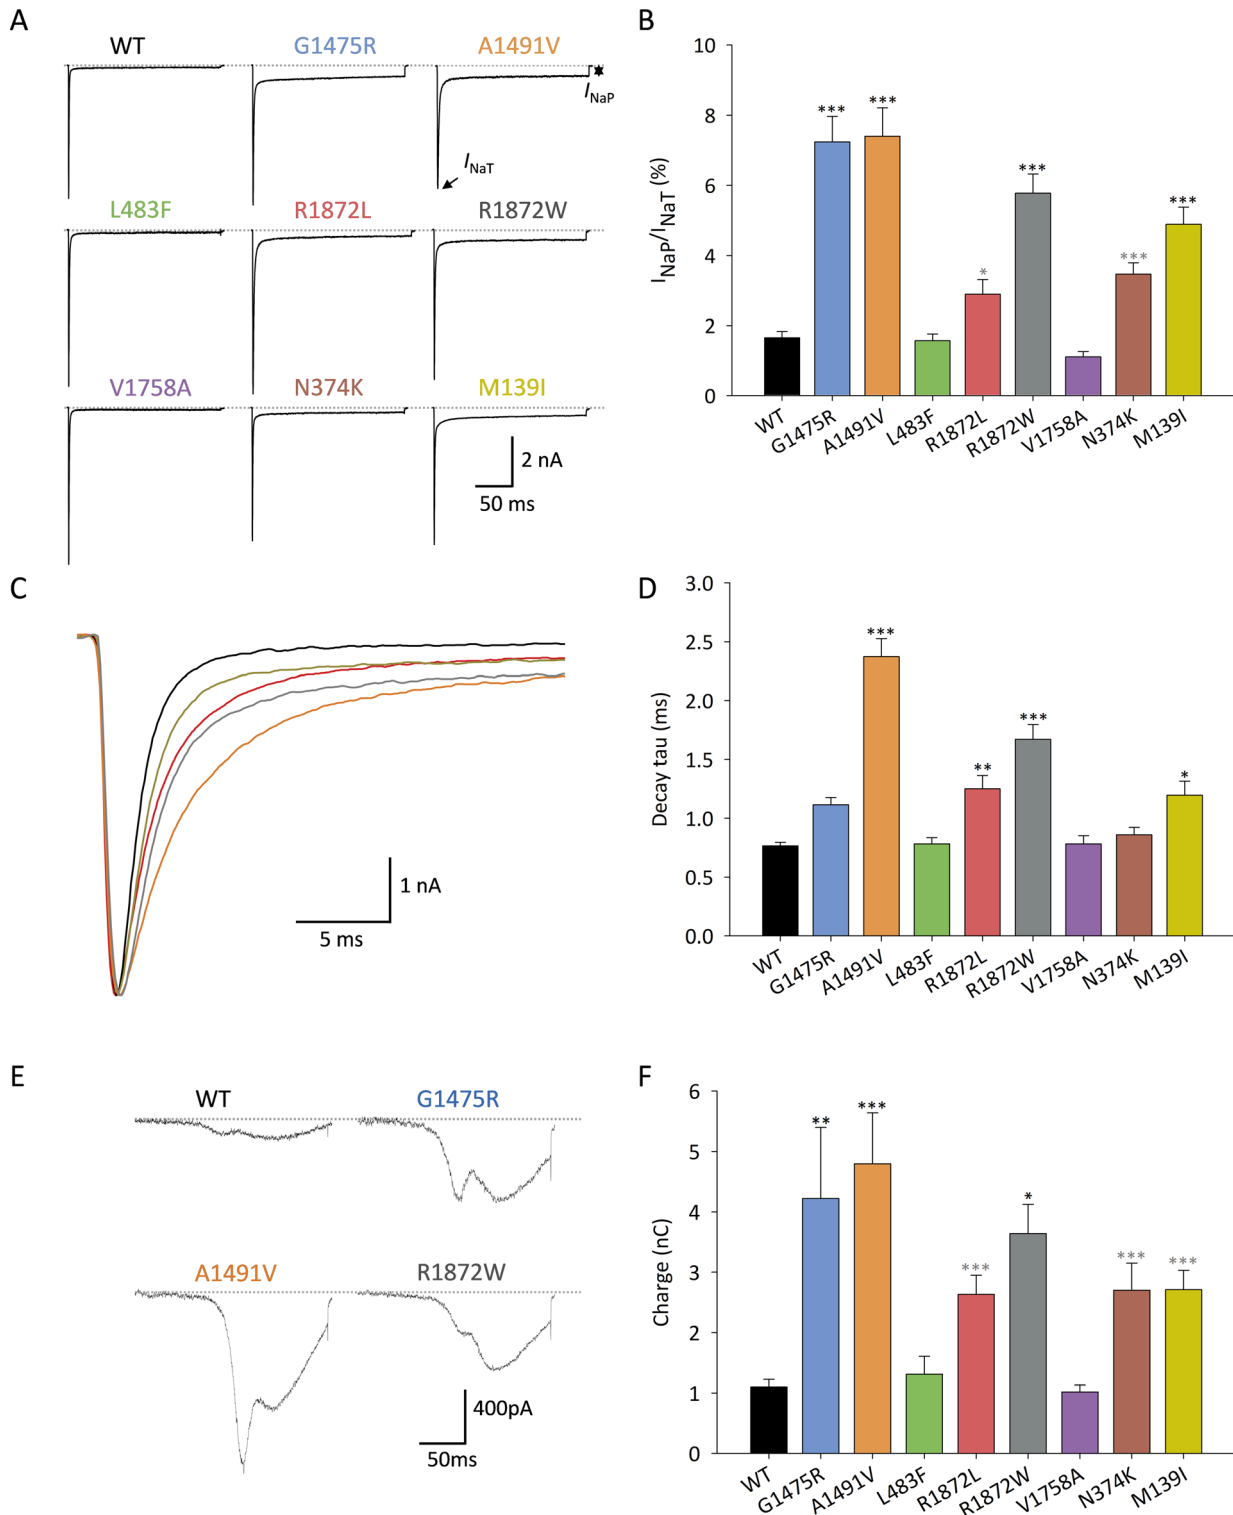 A
WT
G1475R
A1491V
INaP
INaT
L483F
R1872L
R1872W
V1758A
N374K
M139I
2 nA
50 ms
B
INaP/INaT (%)
10
8
6
4
2
0
***
***
*
***
***
***
WT
G1475R
A1491V
L483F
R1872L
R1872W
V1758A
N374K
M139I
C
1 nA
5 ms
D
Decay tau (ms)
3.0
2.5
2.0
1.5
1.0
0.5
0.0
***
**
***
*
WT
G1475R
A1491V
L483F
R1872L
R1872W
V1758A
N374K
M139I
E
WT
G1475R
A1491V
R1872W
400pA
50ms
F
Charge (nC)
6
5
4
3
2
1
0
**
***
***
*
***
***
WT
G1475R
A1491V
L483F
R1872L
R1872W
V1758A
N374K
M139I